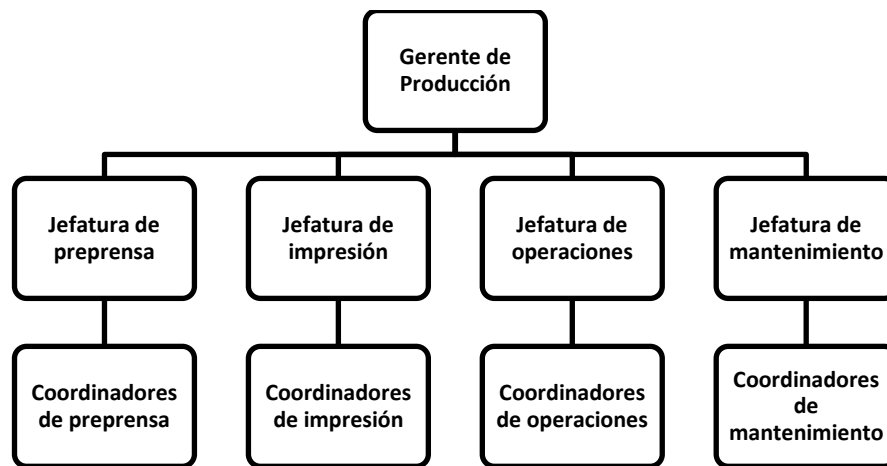 Gerente de
Producción
Jefatura de
preprensa
Jefatura de
impresión
Jefatura de
operaciones
Jefatura de
mantenimiento
Coordinadores
de preprensa
Coordinadores
de impresión
Coordinadores
de operaciones
Coordinadores
de
mantenimiento